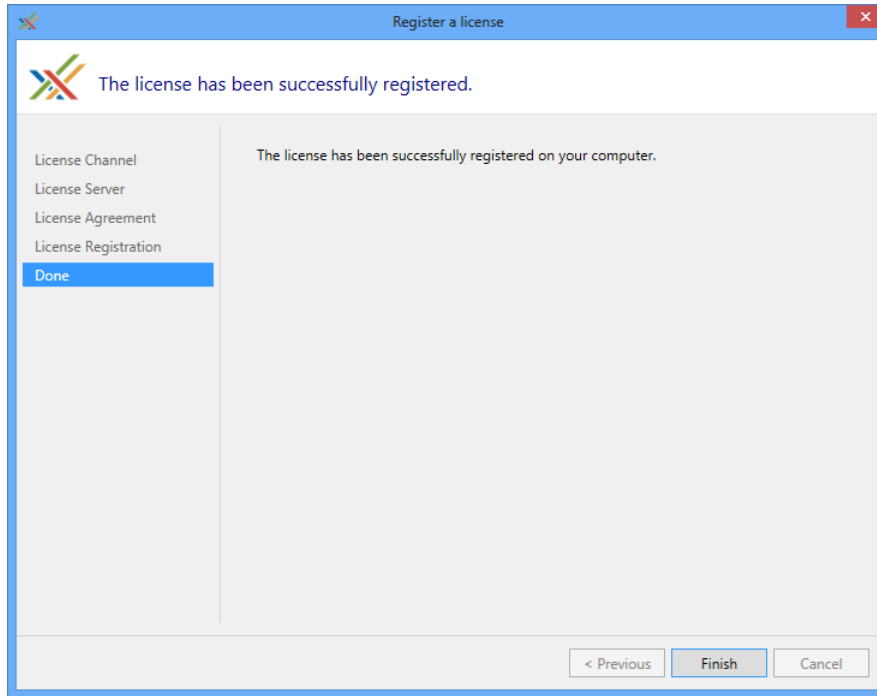 Register a license
The license has been successfully registered.
License Channel
License Server
License Agreement
License Registration
Done
The license has been successfully registered on your computer.
< Previous
Finish
Cancel